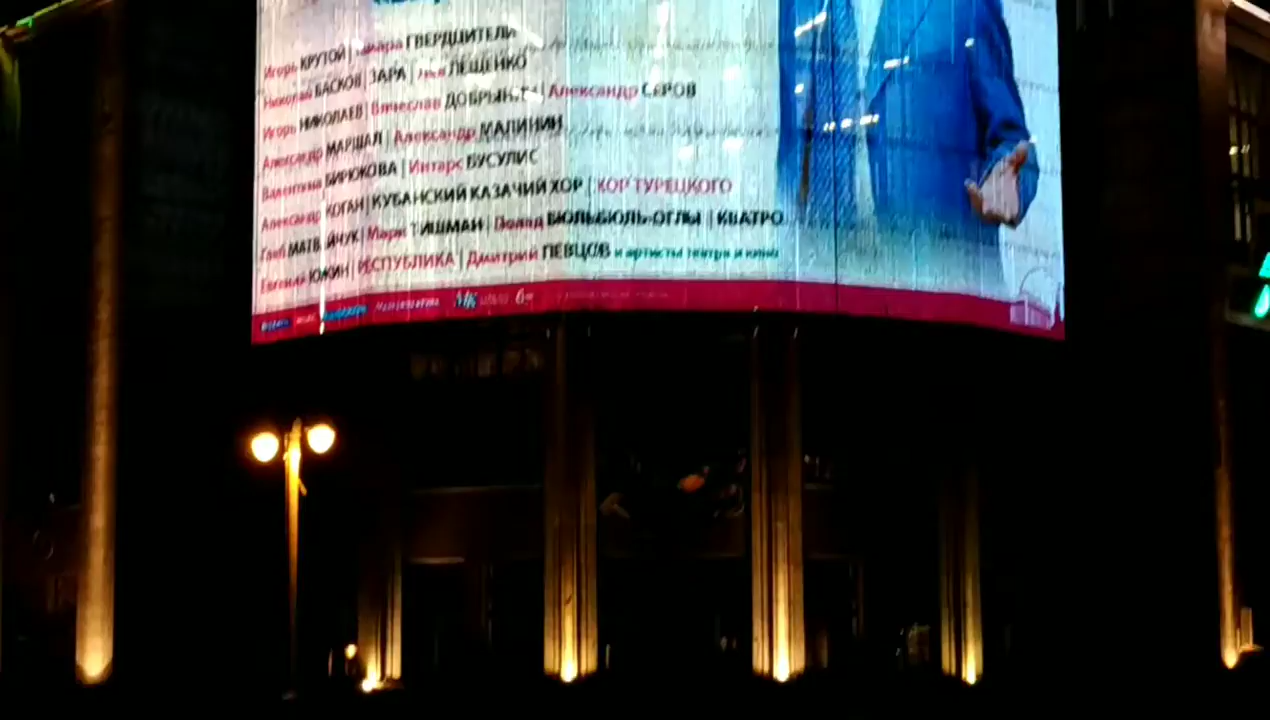 Игорь КРУТОЙ | Тамара ГВЕРДЦИТЕЛИ
Николай БАСКОВ | ЗАРА | Лев ЛЕЩЕНКО
Игорь НИКОЛАЕВ | Вячеслав ДОБРЫНИН | Александр СЕРОВ
Александр МАРШАЛ | Александр МАЛИНИН
Валентина БИРЮКОВА | Интарс БУСУЛИС
Александр КОГАН | КУБАНСКИЙ КАЗАЧИЙ ХОР | ХОР ТУРЕЦКОГО
Глеб МАТВЕЙЧУК | Марк ТИШМАН | Полад БЮЛЬБЮЛЬ-ОГЛЫ | КВАТРО
Евгений ЮЖИН | РЕСПУБЛИКА | Дмитрий ПЕВЦОВ и артисты театра и кино
МК